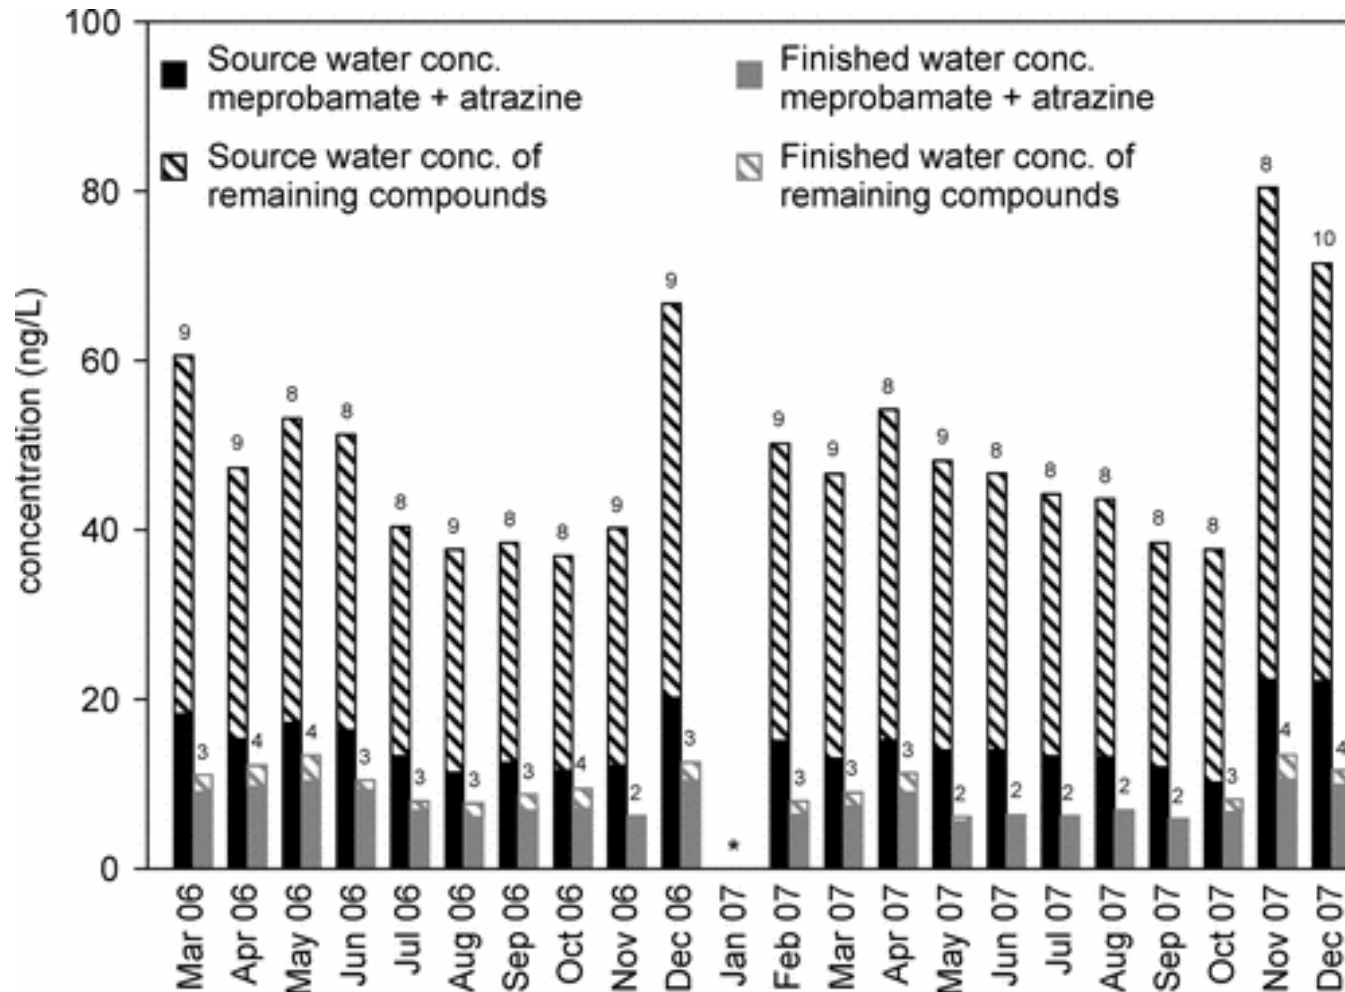 100
80
60
40
20
0
concentration (ng/L)
Source water conc.
meprobamate + atrazine
Source water conc. of
remaining compounds
Finished water conc.
meprobamate + atrazine
Finished water conc. of
remaining compounds
9
3
9
4
8
4
8
3
8
3
9
3
8
3
8
4
9
2
9
3
*
9
3
9
3
8
3
9
2
8
2
8
2
8
2
8
2
8
3
8
4
10
4
Mar 06
Apr 06
May 06
Jun 06
Jul 06
Aug 06
Sep 06
Oct 06
Nov 06
Dec 06
Jan 07
Feb 07
Mar 07
Apr 07
May 07
Jun 07
Jul 07
Aug 07
Sep 07
Oct 07
Nov 07
Dec 07